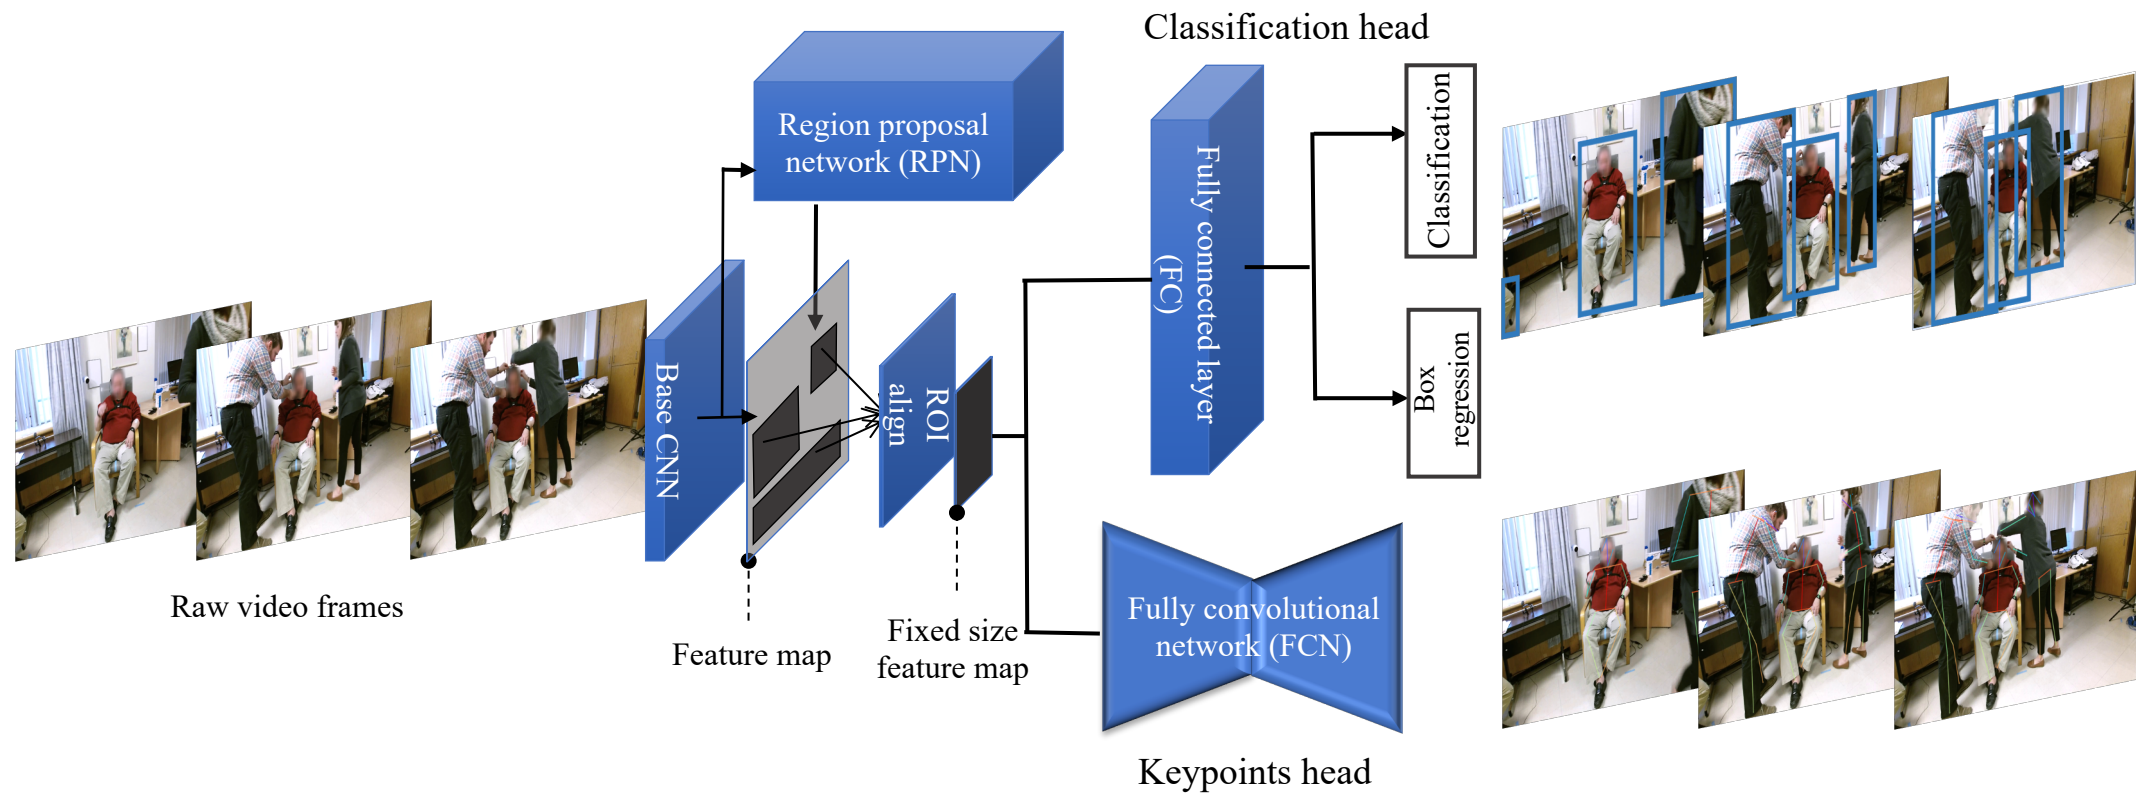 Classification head
Region proposal
network (RPN)
Fully connected layer
(FC)
Classification
Box
regression
Base CNN
ROI
align
Raw video frames
Feature map
Fixed size
feature map
Fully convolutional
network (FCN)
Keypoints head